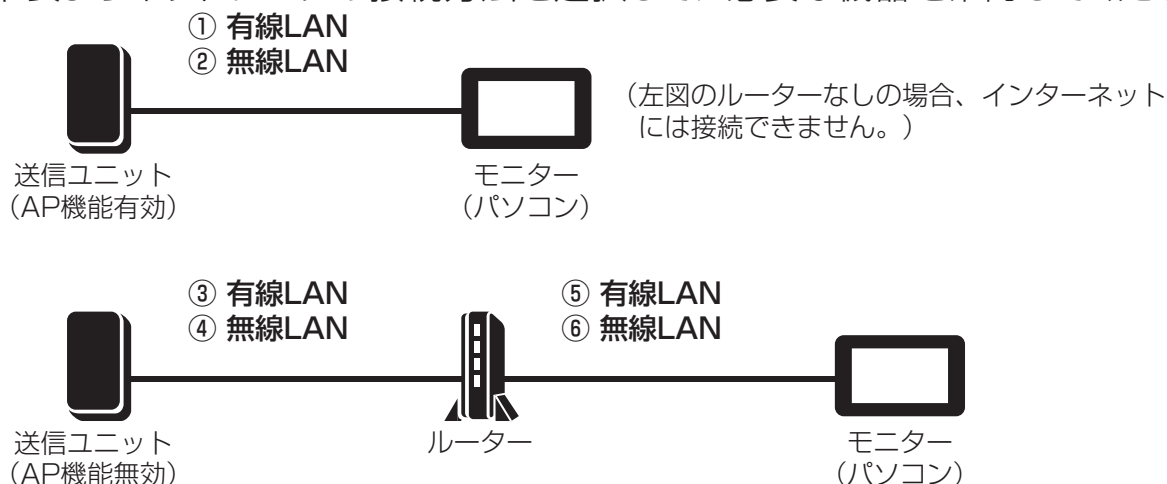 ① 有線LAN
② 無線LAN
(左図のルーターなしの場合、インターネット
には接続できません。)
送信ユニット
(AP機能有効)
モニター
(パソコン)
③ 有線LAN
④ 無線LAN
⑤ 有線LAN
⑥ 無線LAN
送信ユニット
(AP機能無効)
ルーター
モニター
(パソコン)